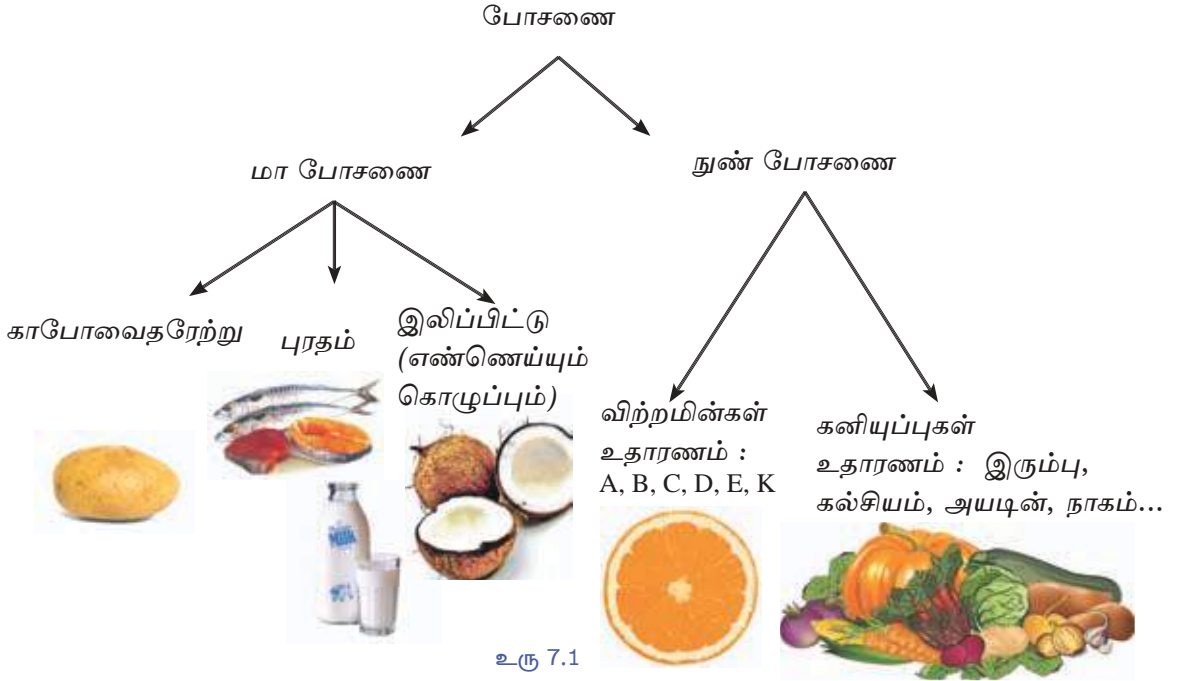 போசணை
மா போசணை
நுண் போசணை
காபோவைதரேற்று
புரதம்
இலிப்பிட்டு
(எண்ணெய்யும்
கொழுப்பும்)
விற்றமின்கள்
உதாரணம் :
A, B, C, D, E, K
கனியுப்புகள்
உதாரணம் : இரும்பு,
கல்சியம், அயடின், நாகம்...
Milk
உரு 7.1